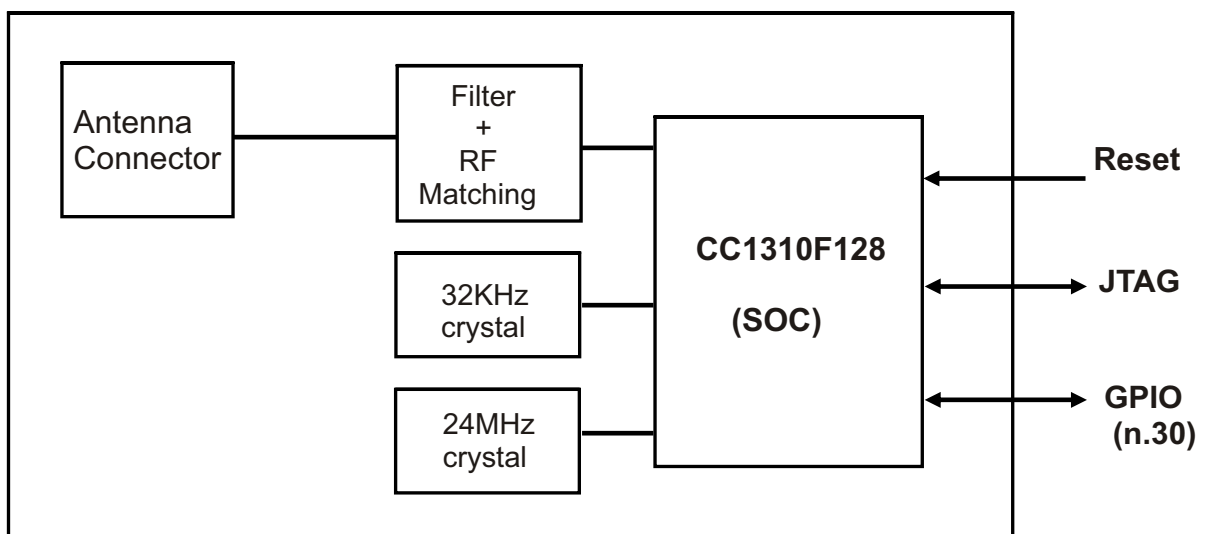 Antenna
Connector
Filter
+
RF
Matching
32KHz
crystal
24MHz
crystal
CC1310F128
(SOC)
Reset
JTAG
GPIO
(n.30)